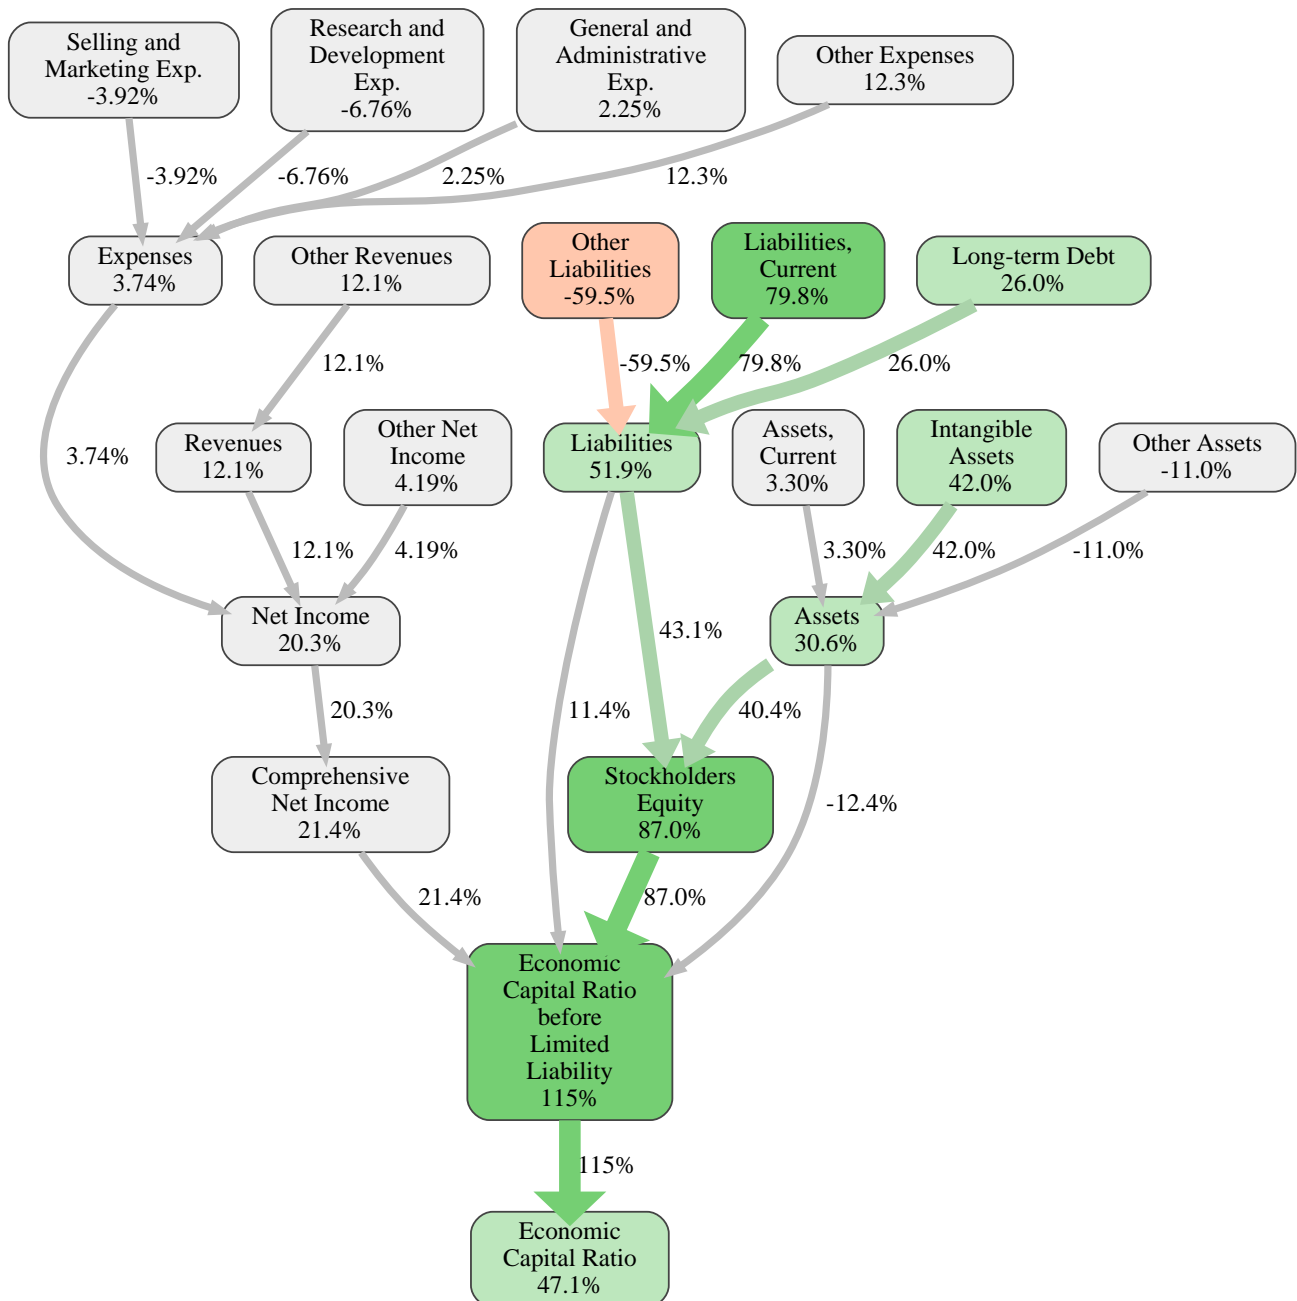 Selling and
Marketing Exp.
-3.92%
Research and
Development
Exp.
-6.76%
General and
Administrative
Exp.
2.25%
Other Expenses
12.3%
-3.92%
-6.76%
2.25%
12.3%
Expenses
3.74%
Other Revenues
12.1%
Other
Liabilities
-59.5%
Liabilities,
Current
79.8%
Long-term Debt
26.0%
12.1%
-59.5%
79.8%
26.0%
3.74%
Revenues
12.1%
Other Net
Income
4.19%
Liabilities
51.9%
Assets,
Current
3.30%
Intangible
Assets
42.0%
Other Assets
-11.0%
12.1%
4.19%
3.30%
42.0%
-11.0%
Net Income
20.3%
43.1%
Assets
30.6%
20.3%
11.4%
40.4%
Comprehensive
Net Income
21.4%
Stockholders
Equity
87.0%
-12.4%
21.4%
87.0%
Economic
Capital Ratio
before
Limited
Liability
115%
115%
Economic
Capital Ratio
47.1%